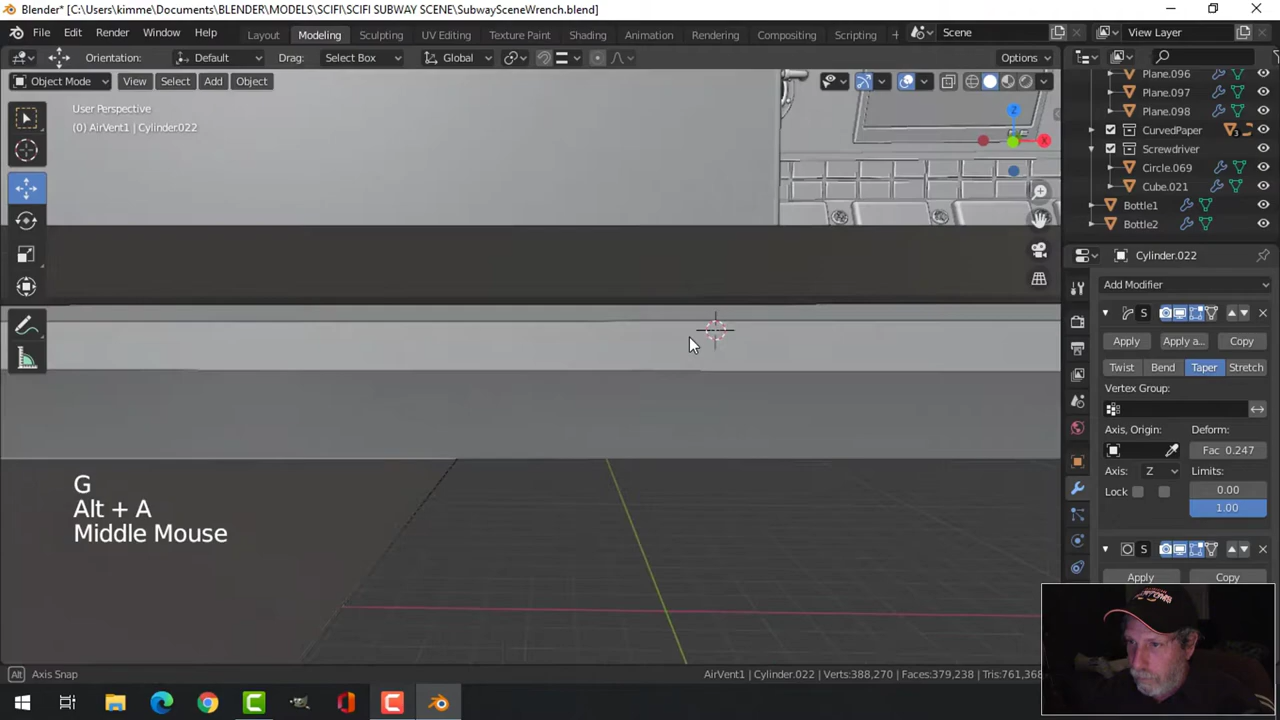 Blender* [C:\Users\kimme\Documents\BLENDER\MODELS\SCIFI\SCIFI SUBWAY SCENE\SubwaySceneWrench.blend]
File Edit Render Window Help Layout Modeling Sculpting UV Editing Texture Paint Shading Animation Rendering Compositing Scripting + Scene View Layer
Orientation: Default Drag: Select Box Global Options
Object Mode View Select Add Object
User Perspective
(0) AirVent1 | Cylinder.022
Z
X
Plane.096
Plane.097
Plane.098
CurvedPaper 3
Screwdriver
Circle.069
Cube.021
Bottle1
Bottle2
Cylinder.022
Add Modifier
S
Apply Apply a... Copy
Twist Bend Taper Stretch
Vertex Group:
Axis, Origin: Deform:
Fac 0.247
Axis: Z Limits:
Lock 0.00
1.00
S
Apply Copy
G
Alt + A
Middle Mouse
Alt Axis Snap
AirVent1 | Cylinder.022 | Verts:388,270 | Faces:379,238 | Tris:761,368